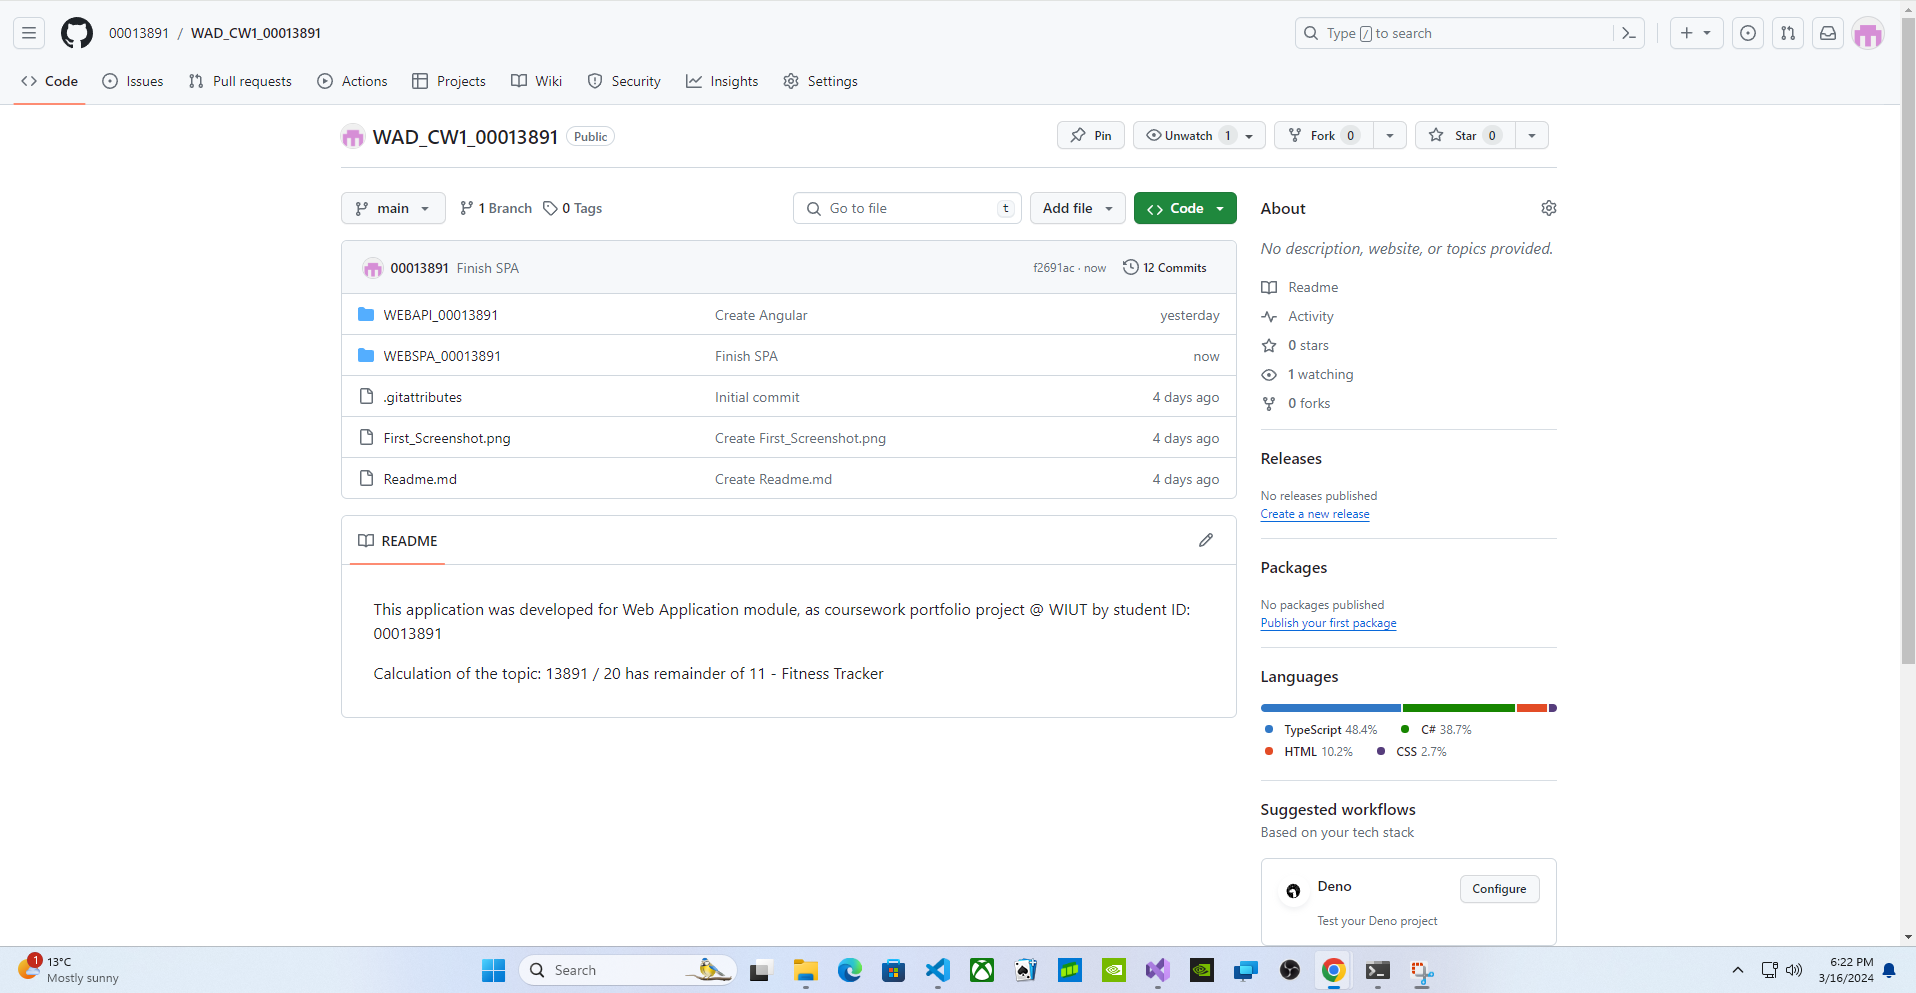 00013891 / WAD_CW1_00013891
Type / to search
Code Issues Pull requests Actions Projects Wiki Security Insights Settings
WAD_CW1_00013891 Public
Pin Unwatch 1 Fork 0 Star 0
main 1 Branch 0 Tags Go to file t Add file Code
00013891 Finish SPA f2691ac · now 12 Commits
WEBAPI_00013891 Create Angular yesterday
WEBSPA_00013891 Finish SPA now
.gitattributes Initial commit 4 days ago
First_Screenshot.png Create First_Screenshot.png 4 days ago
Readme.md Create Readme.md 4 days ago
README
This application was developed for Web Application module, as coursework portfolio project @ WIUT by student ID:
00013891
Calculation of the topic: 13891 / 20 has remainder of 11 - Fitness Tracker
About
No description, website, or topics provided.
Readme
Activity
0 stars
1 watching
0 forks
Releases
No releases published
Create a new release
Packages
No packages published
Publish your first package
Languages
TypeScript 48.4% C# 38.7%
HTML 10.2% CSS 2.7%
Suggested workflows
Based on your tech stack
Deno Configure
Test your Deno project
1
13°C
Mostly sunny
Search
6:22 PM
3/16/2024